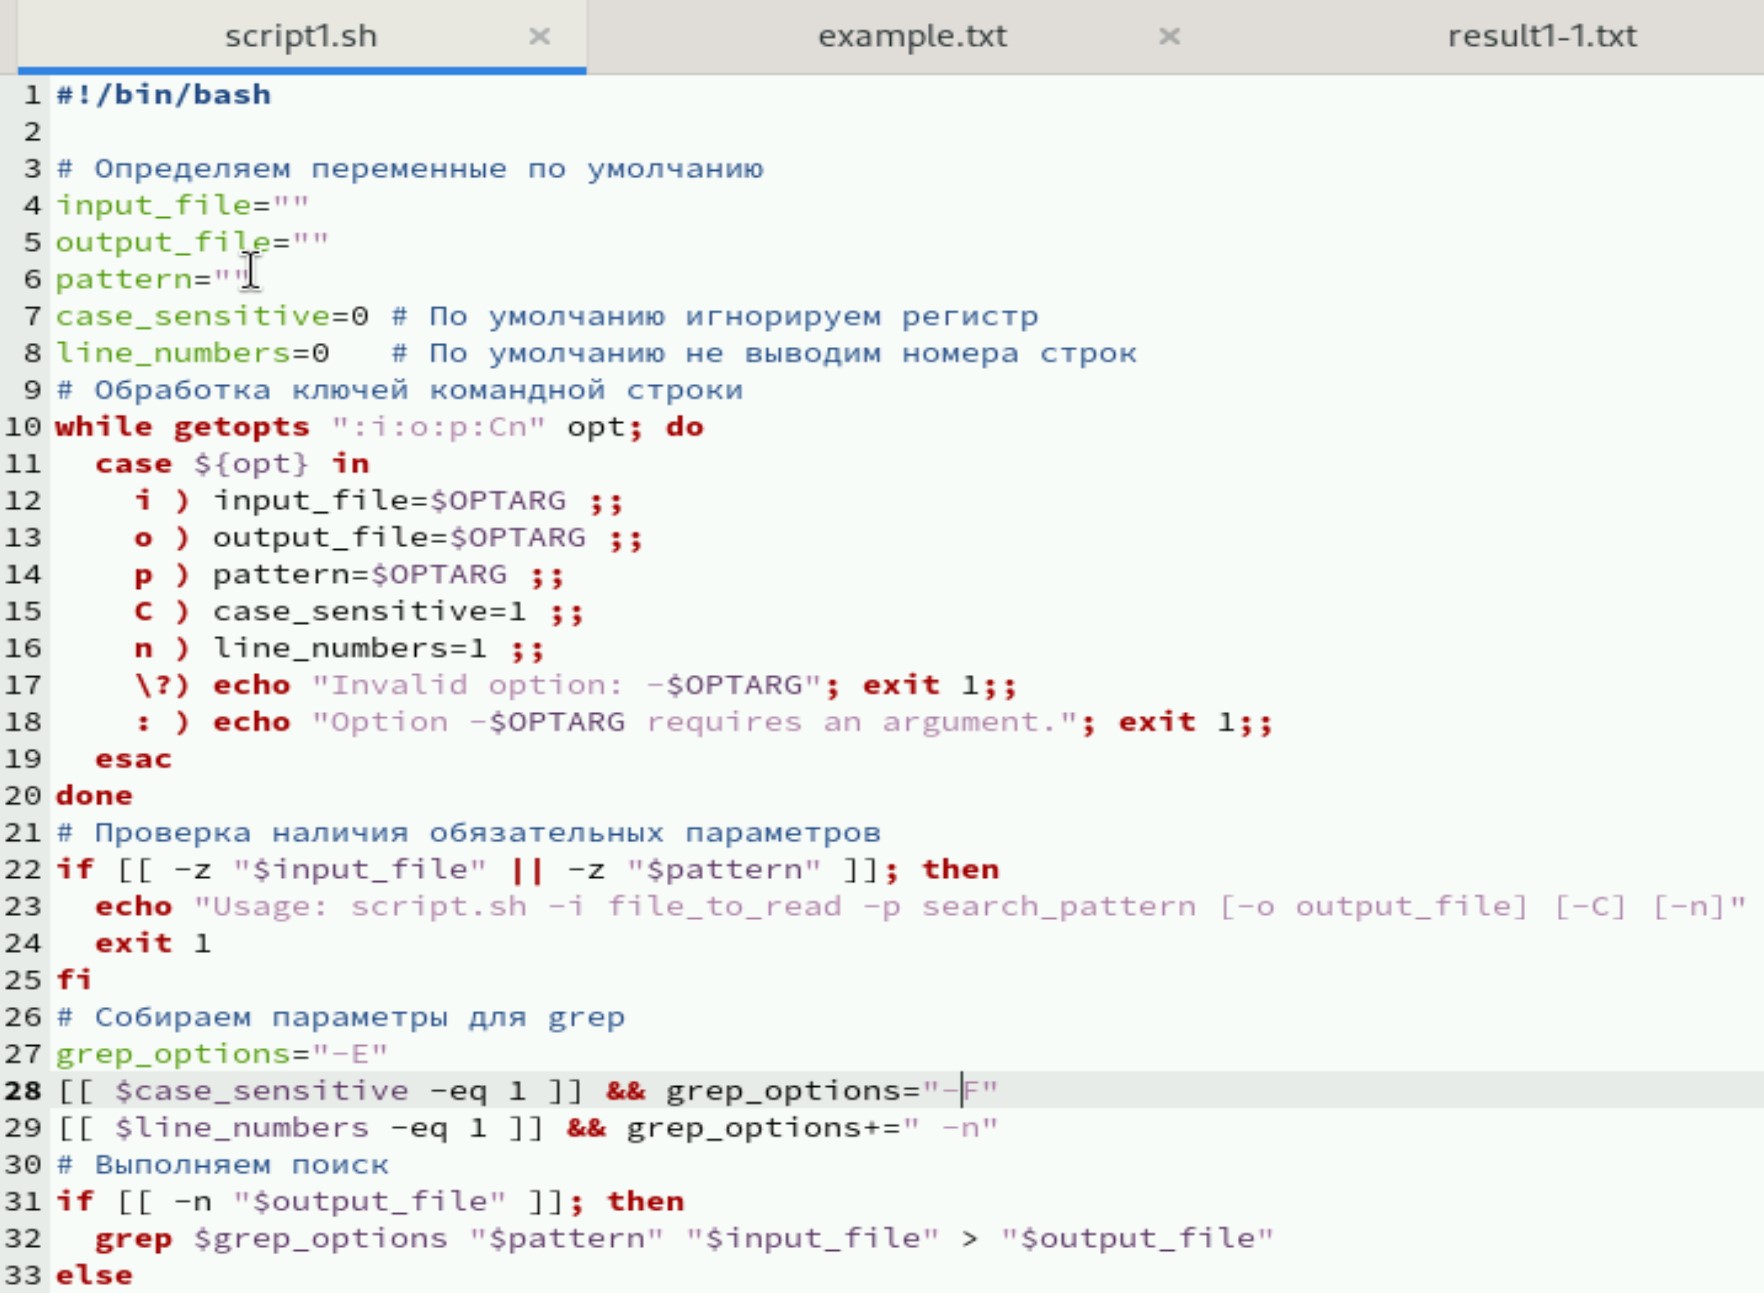 script1.sh × example.txt × result1-1.txt
1 #!/bin/bash
2
3 # Определяем переменные по умолчанию
4 input_file=""
5 output_file=""
6 pattern=""
7 case_sensitive=0 # По умолчанию игнорируем регистр
8 line_numbers=0   # По умолчанию не выводим номера строк
9 # Обработка ключей командной строки
10 while getopts ":i:o:p:Cn" opt; do
11   case ${opt} in
12     i ) input_file=$OPTARG ;;
13     o ) output_file=$OPTARG ;;
14     p ) pattern=$OPTARG ;;
15     C ) case_sensitive=1 ;;
16     n ) line_numbers=1 ;;
17     \?) echo "Invalid option: -$OPTARG"; exit 1;;
18     : ) echo "Option -$OPTARG requires an argument."; exit 1;;
19   esac
20 done
21 # Проверка наличия обязательных параметров
22 if [[ -z "$input_file" || -z "$pattern" ]]; then
23   echo "Usage: script.sh -i file_to_read -p search_pattern [-o output_file] [-C] [-n]"
24   exit 1
25 fi
26 # Собираем параметры для grep
27 grep_options="-E"
28 [[ $case_sensitive -eq 1 ]] && grep_options="-F"
29 [[ $line_numbers -eq 1 ]] && grep_options+=" -n"
30 # Выполняем поиск
31 if [[ -n "$output_file" ]]; then
32   grep $grep_options "$pattern" "$input_file" > "$output_file"
33 else